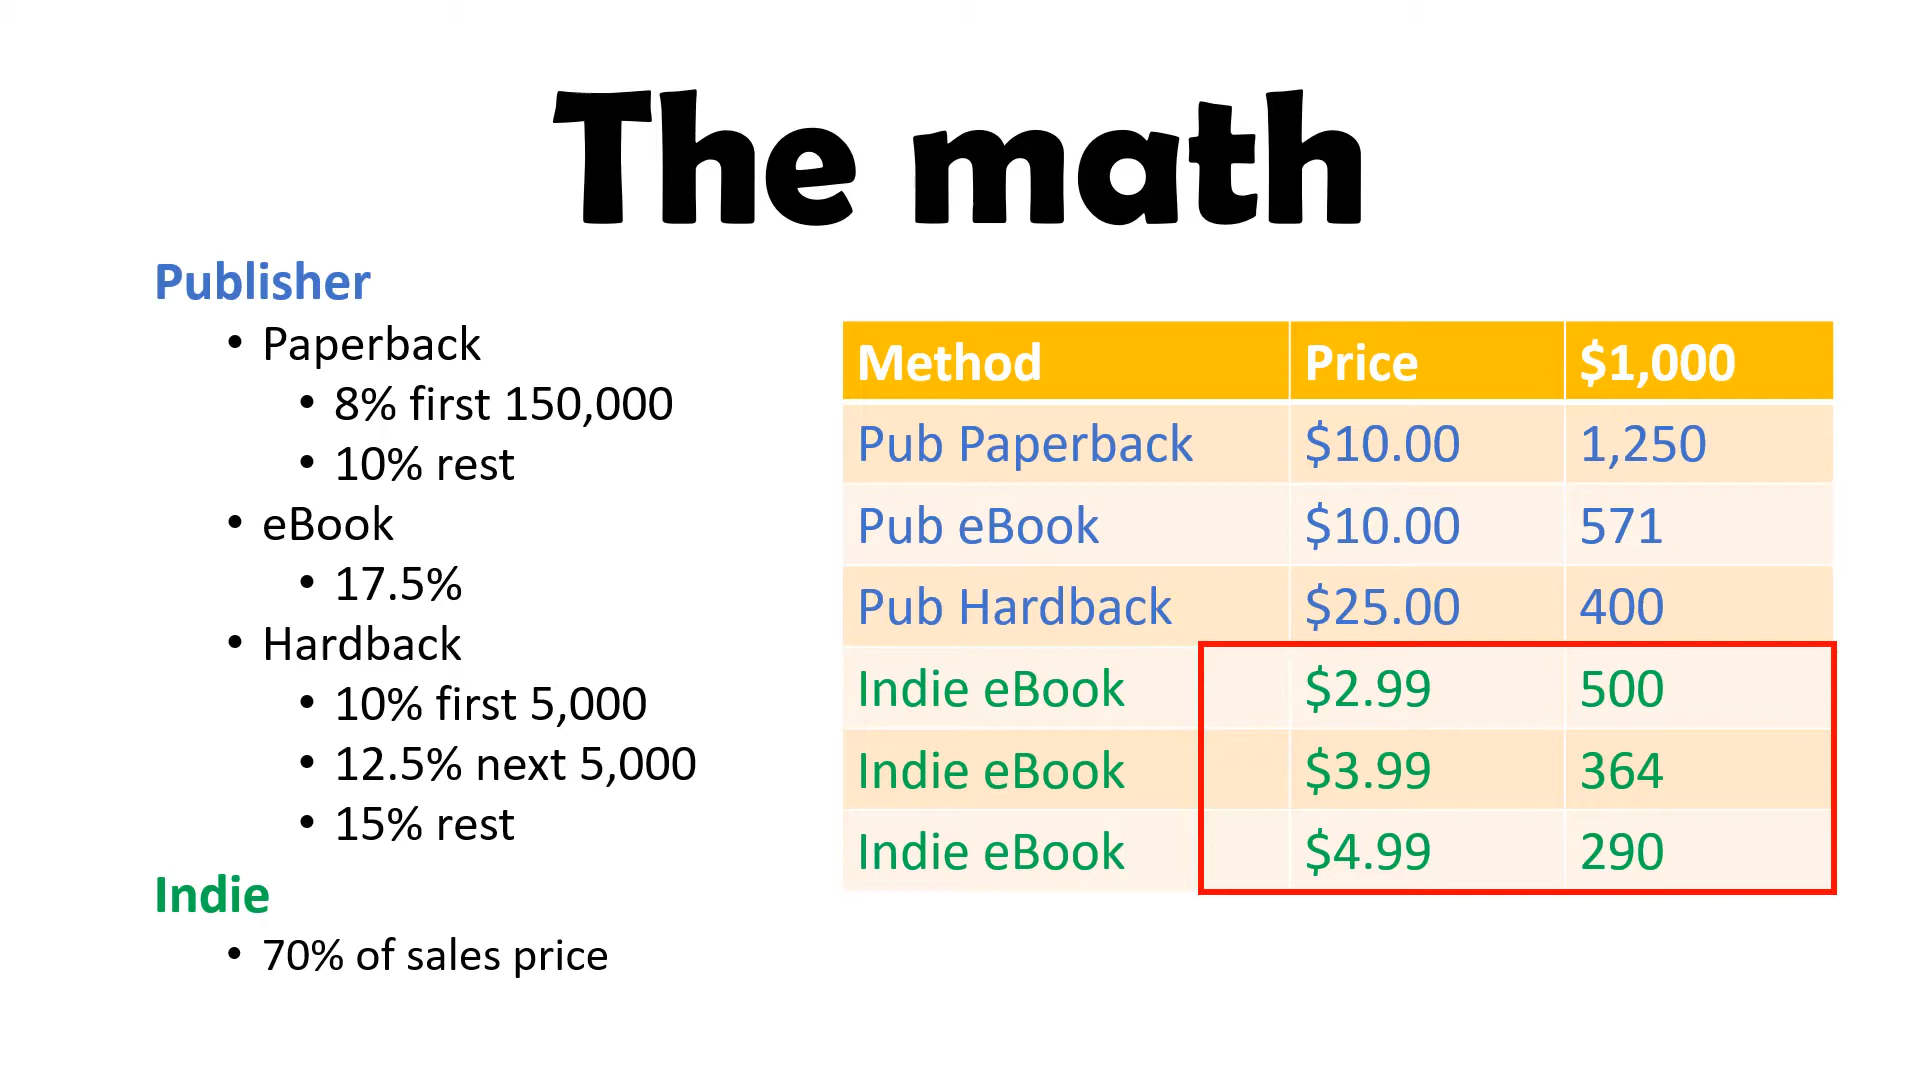 The math
Publisher
• Paperback
• 8% first 150,000
• 10% rest
• eBook
• 17.5%
• Hardback
• 10% first 5,000
• 12.5% next 5,000
• 15% rest
Indie
• 70% of sales price
Method Price $1,000
Pub Paperback $10.00 1,250
Pub eBook $10.00 571
Pub Hardback $25.00 400
Indie eBook $2.99 500
Indie eBook $3.99 364
Indie eBook $4.99 290